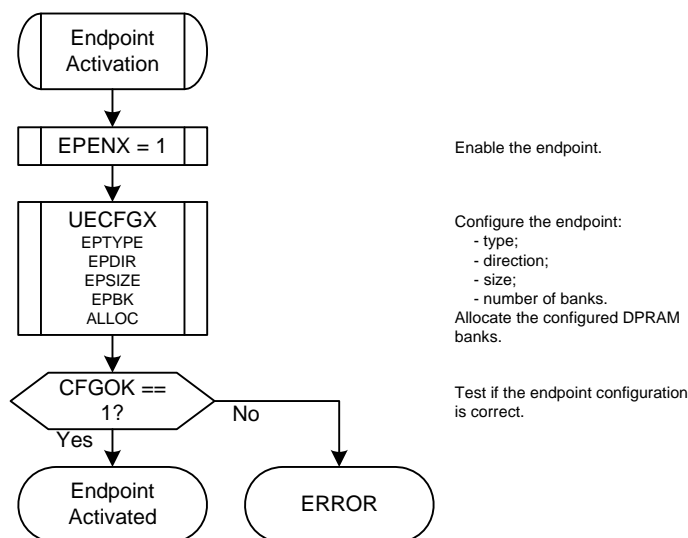 Endpoint
Activation
EPENX = 1
Enable the endpoint.
UECFGX
EPTYPE
EPDIR
EPSIZE
EPBK
ALLOC
Configure the endpoint:
- type;
- direction;
- size;
- number of banks.
Allocate the configured DPRAM
banks.
CFGOK ==
1?
Test if the endpoint configuration
is correct.
No
Yes
Endpoint
Activated
ERROR